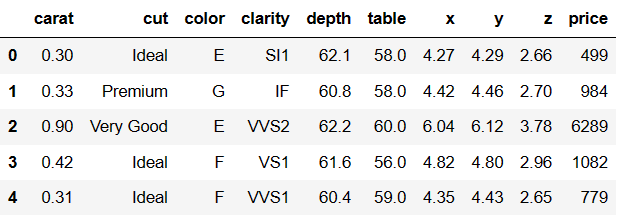 carat cut color clarity depth table x y z price
0 0.30 Ideal E SI1 62.1 58.0 4.27 4.29 2.66 499
1 0.33 Premium G IF 60.8 58.0 4.42 4.46 2.70 984
2 0.90 Very Good E VVS2 62.2 60.0 6.04 6.12 3.78 6289
3 0.42 Ideal F VS1 61.6 56.0 4.82 4.80 2.96 1082
4 0.31 Ideal F VVS1 60.4 59.0 4.35 4.43 2.65 779